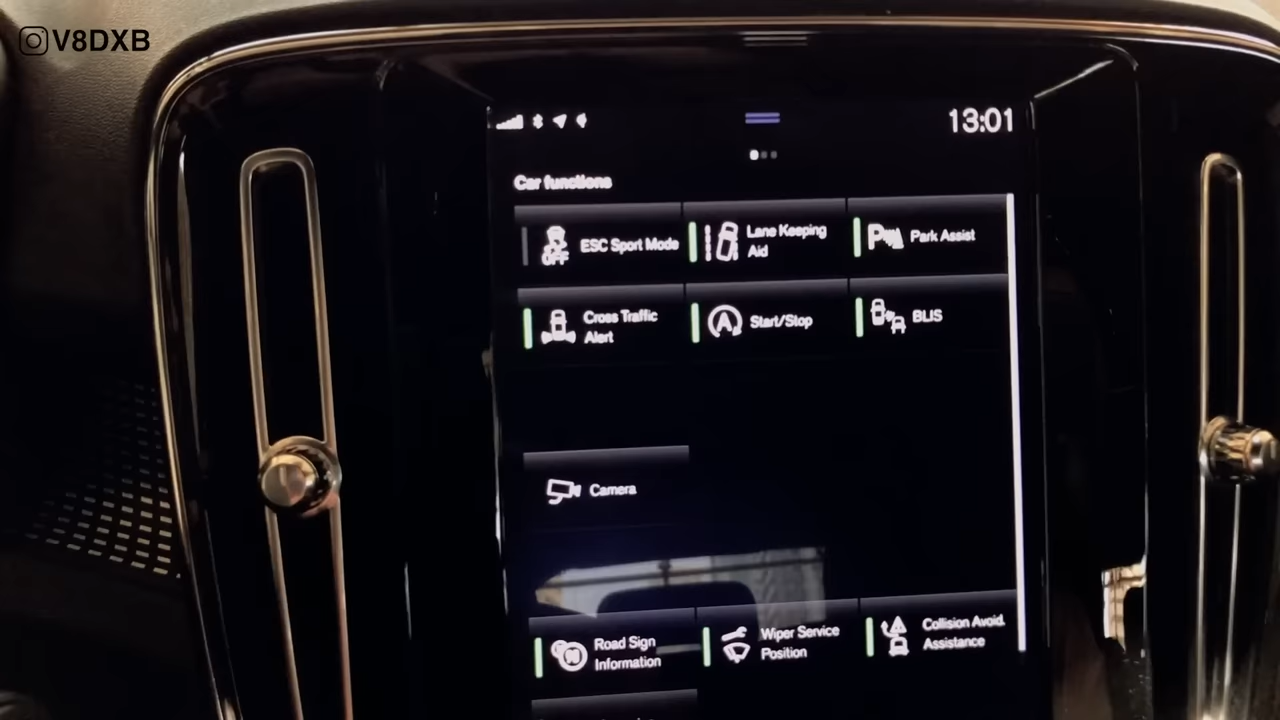 V8DXB
13:01
Car functions
OFF
ESC Sport Mode
Lane Keeping
Aid
Park Assist
Cross Traffic
Alert
A
Start/Stop
BLIS
Camera
Road Sign
Information
Wiper Service
Position
Collision Avoid.
Assistance